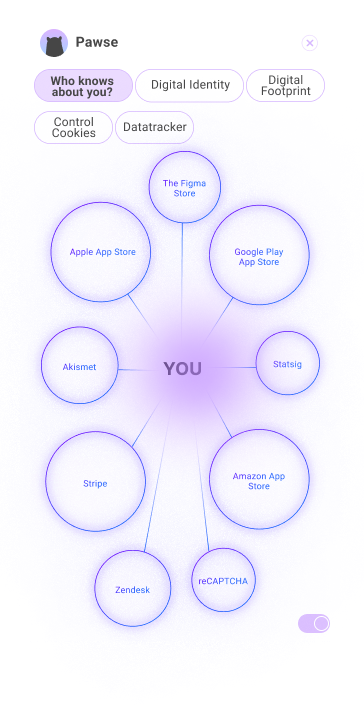 Pawse
Who knows
about you?
Digital Identity
Digital
Footprint
Control
Cookies
Datatracker
The Figma
Store
Apple App Store
Google Play
App Store
Akismet
YOU
Statsig
Stripe
Amazon App
Store
Zendesk
reCAPTCHA